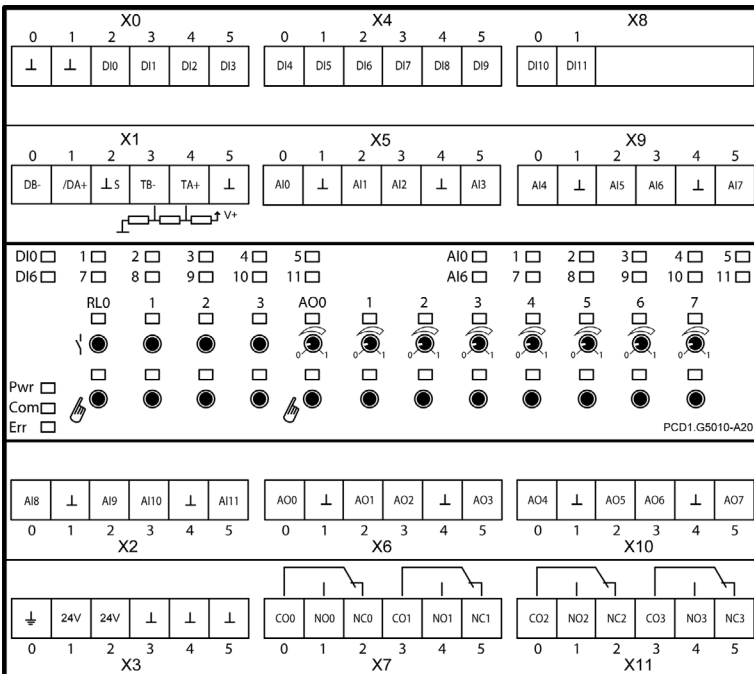 X0 X4 X8
0 1 2 3 4 5 0 1 2 3 4 5 0 1
⊥ ⊥ DI0 DI1 DI2 DI3 DI4 DI5 DI6 DI7 DI8 DI9 DI10 DI11
X1 X5 X9
0 1 2 3 4 5 0 1 2 3 4 5 0 1 2 3 4 5
DB- /DA+ ⊥ S TB- TA+ ⊥ AI0 ⊥ AI1 AI2 ⊥ AI3 AI4 ⊥ AI5 AI6 ⊥ AI7
V+
DI0 1 2 3 4 5 AI0 1 2 3 4 5
DI6 7 8 9 10 11 AI6 7 8 9 10 11
RL0 1 2 3 AO0 1 2 3 4 5 6 7
0 1 0 1 0 1 0 1 0 1 0 1 0 1 0 1
Pwr
Com
Err PCD1.G5010-A20
AI8 ⊥ AI9 AI10 ⊥ AI11 AO0 ⊥ AO1 AO2 ⊥ AO3 AO4 ⊥ AO5 AO6 ⊥ AO7
0 1 2 3 4 5 0 1 2 3 4 5 0 1 2 3 4 5
X2 X6 X10
24V 24V ⊥ ⊥ ⊥ CO0 NO0 NC0 CO1 NO1 NC1 CO2 NO2 NC2 CO3 NO3 NC3
0 1 2 3 4 5 0 1 2 3 4 5 0 1 2 3 4 5
X3 X7 X11